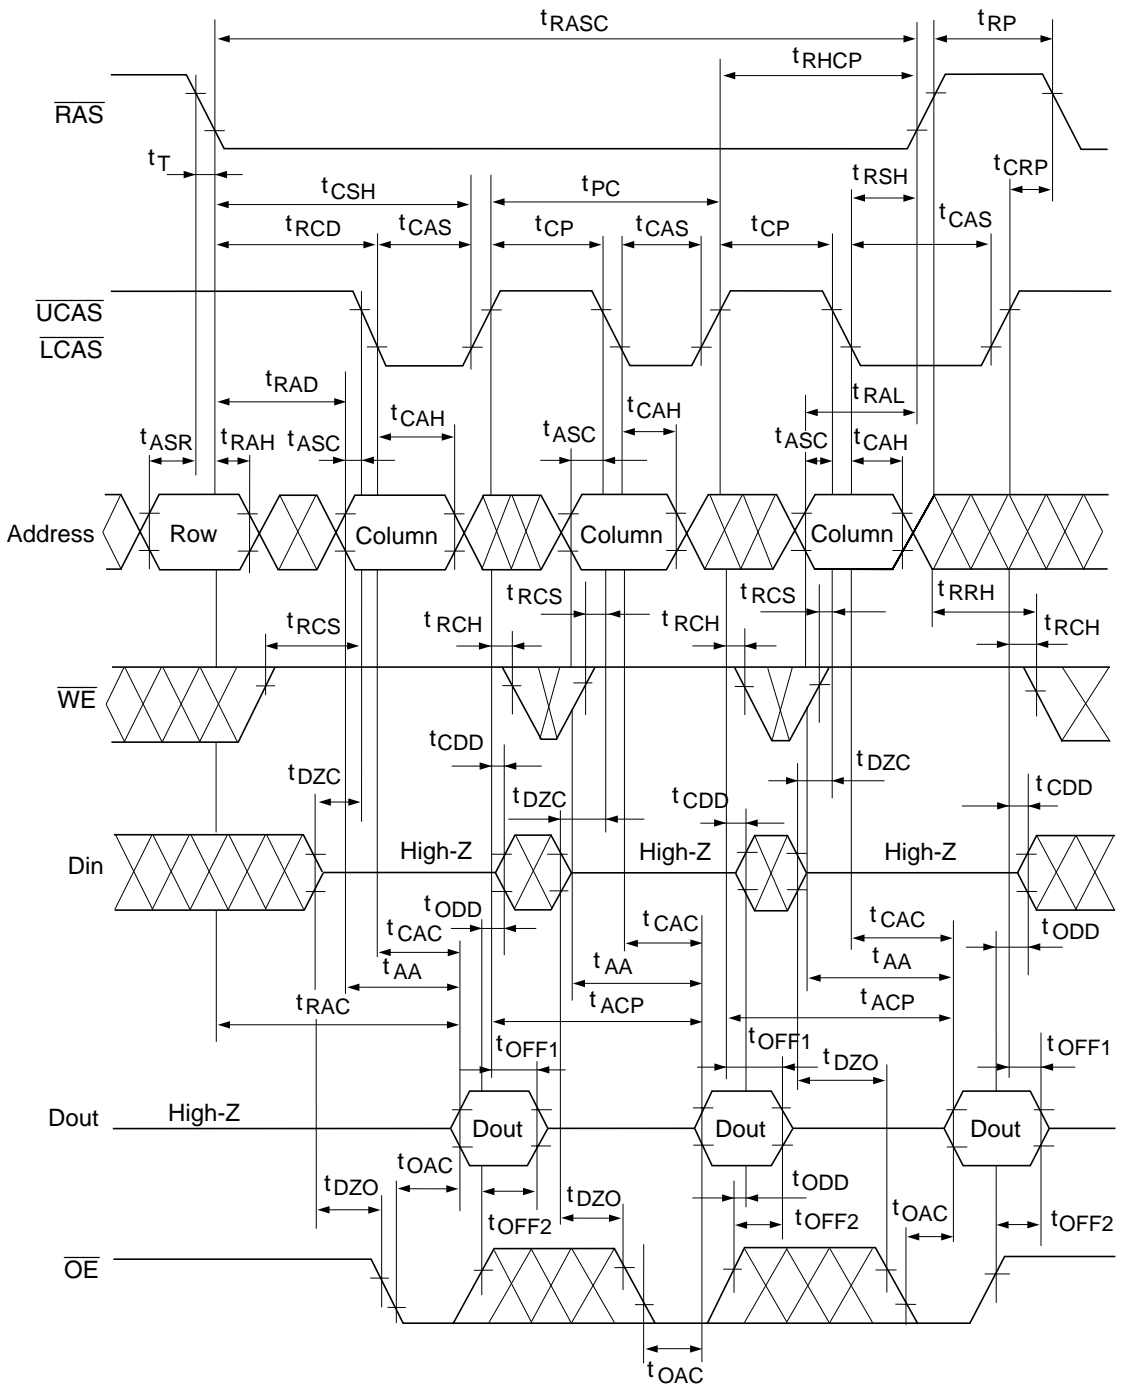 tRASC
tRP
tRHCP
RAS
tT
tRSH
tCRP
tCSH
tPC
tRCD
tCAS
tCP
tCAS
tCP
tCAS
UCAS
LCAS
tRAD
tRAL
tCAH
tCAH
tASR
tRAH
tASC
tASC
tASC
tCAH
Address
Row
Column
Column
Column
tRCS
tRCS
tRRH
tRCS
tRCH
tRCH
tRCH
WE
tCDD
tDZC
tDZC
tDZC
tCDD
tCDD
Din
High-Z
High-Z
High-Z
tODD
tCAC
tCAC
tCAC
tODD
tAA
tAA
tAA
tRAC
tACP
tACP
tOFF1
tOFF1
tDZO
tOFF1
Dout
High-Z
Dout
Dout
Dout
tOAC
tDZO
tDZO
tODD
tOFF2
tOFF2
tOAC
tOFF2
OE
tOAC